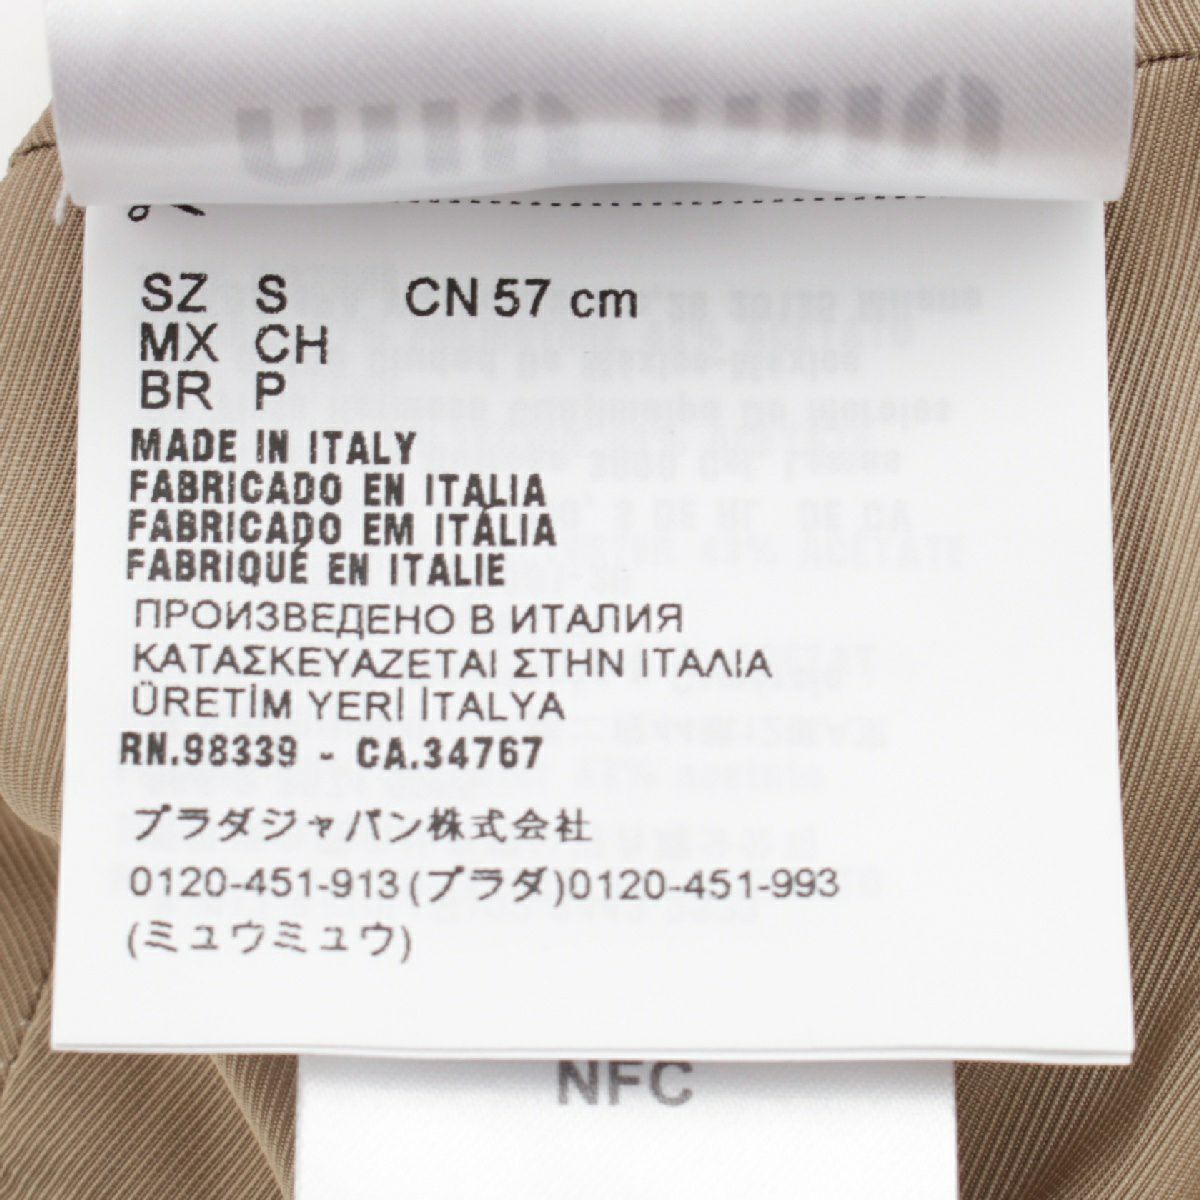 SZ S CN 57 cm
MX CH
BR P
MADE IN ITALY
FABRICADO EN ITALIA
FABRICADO EM ITÁLIA
FABRIQUÉ EN ITALIE
ПРОИЗВЕДЕНО В ИТАЛИЯ
ΚΑΤΑΣΚΕΥΑΖΕΤΑΙ ΣΤΗΝ ΙΤΑΛΙΑ
ÜRETİM YERİ İTALYA
RN.98339 - CA.34767
プラダジャパン株式会社
0120-451-913(プラダ)0120-451-993
(ミュウミュウ)
NFC